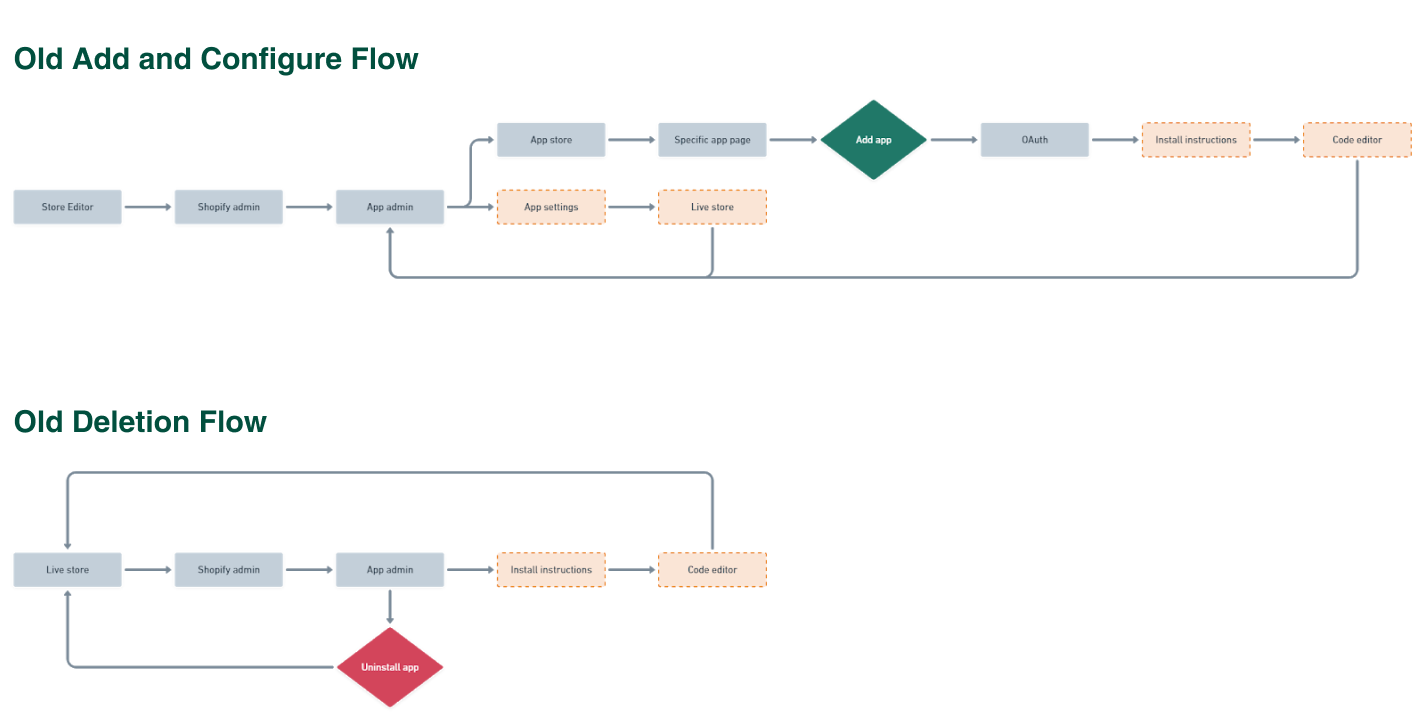 Old Add and Configure Flow
App store
Specific app page
Add app
OAuth
Install instructions
Code editor
Store Editor
Shopify admin
App admin
App settings
Live store
Old Deletion Flow
Live store
Shopify admin
App admin
Install instructions
Code editor
Uninstall app